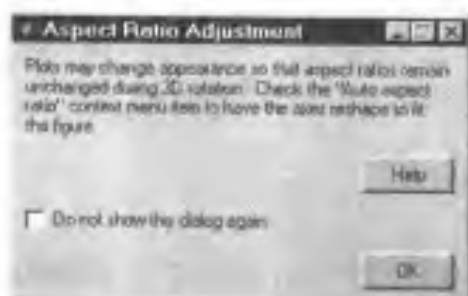 Aspect Ratio Adjustment
Plots may change appearance so that aspect ratios remain
unchanged during 3D rotation. Check the "Auto aspect
ratio" context menu item to have the axes reshape to fit
the figure.
Help
Do not show this dialog again
OK